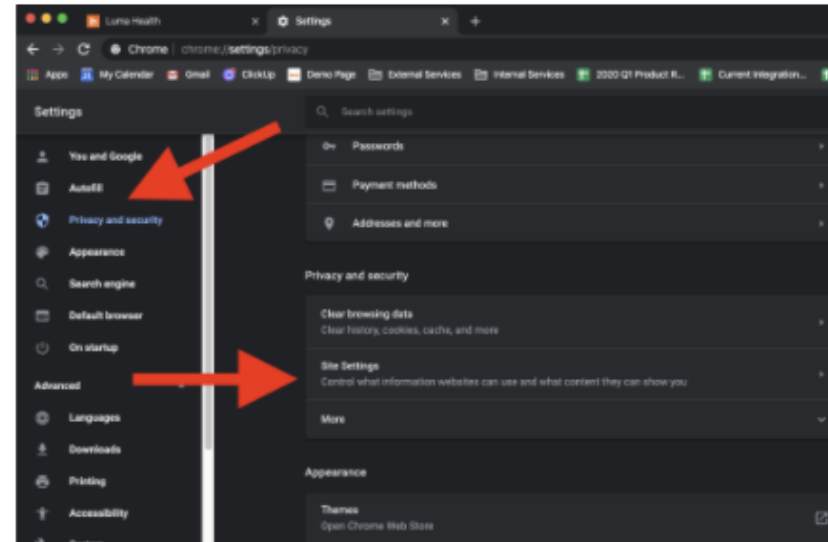 Luma Health
Settings
Chrome | chrome://settings/privacy
Apps My Calendar Gmail ClickUp Demo Page External Services Internal Services 2020 Q1 Product R... Current Integration...
Settings
Search settings
You and Google
Autofill
Privacy and security
Appearance
Search engine
Default browser
On startup
Advanced
Languages
Downloads
Printing
Accessibility
Passwords
Payment methods
Addresses and more
Privacy and security
Clear browsing data
Clear history, cookies, cache, and more
Site Settings
Control what information websites can use and what content they can show you
More
Appearance
Themes
Open Chrome Web Store